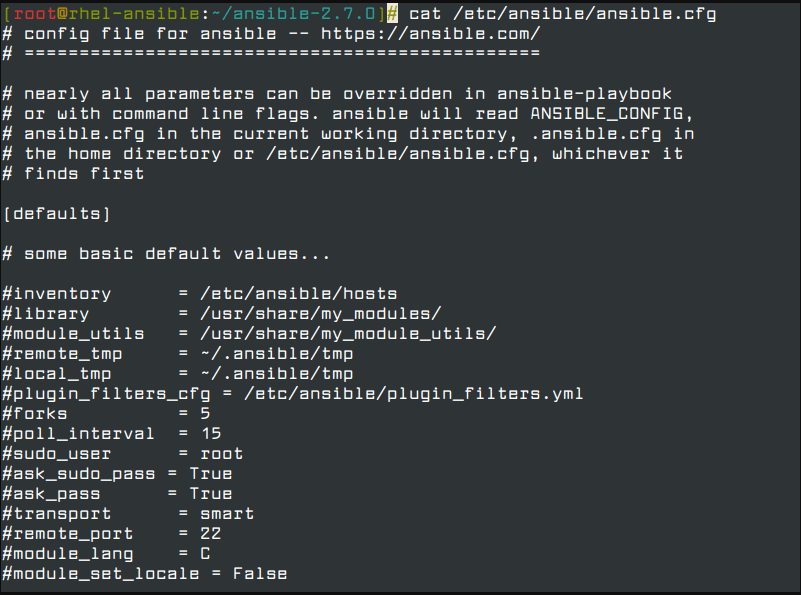 [root@rhel-ansible:~/ansible-2.7.0]# cat /etc/ansible/ansible.cfg
# config file for ansible -- https://ansible.com/
# ===============================================
# nearly all parameters can be overridden in ansible-playbook
# or with command line flags. ansible will read ANSIBLE_CONFIG,
# ansible.cfg in the current working directory, .ansible.cfg in
# the home directory or /etc/ansible/ansible.cfg, whichever it
# finds first
[defaults]
# some basic default values...
#inventory      = /etc/ansible/hosts
#library        = /usr/share/my_modules/
#module_utils   = /usr/share/my_module_utils/
#remote_tmp     = ~/.ansible/tmp
#local_tmp      = ~/.ansible/tmp
#plugin_filters_cfg = /etc/ansible/plugin_filters.yml
#forks          = 5
#poll_interval  = 15
#sudo_user      = root
#ask_sudo_pass = True
#ask_pass      = True
#transport      = smart
#remote_port    = 22
#module_lang    = C
#module_set_locale = False